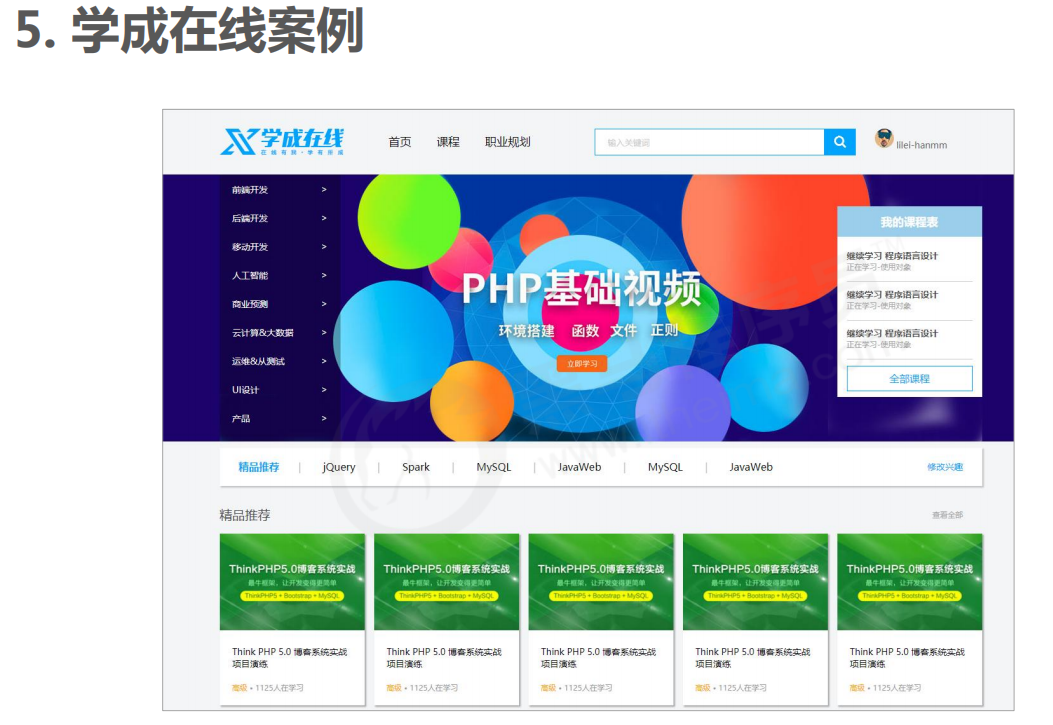 5. 学成在线案例
学成在线
在线有限·学有所成
首页 课程 职业规划
输入关键词
lilei-hanmm
前端开发 >
后端开发 >
移动开发 >
人工智能 >
商业预测 >
云计算&大数据 >
运维&从测试 >
UI设计 >
产品 >
PHP基础视频
环境搭建 函数 文件 正则
立即学习
我的课程表
继续学习 程序语言设计
正在学习-使用对象
继续学习 程序语言设计
正在学习-使用对象
继续学习 程序语言设计
正在学习-使用对象
全部课程
精品推荐 | jQuery | Spark | MySQL | JavaWeb | MySQL | JavaWeb 修改兴趣
精品推荐 查看全部
ThinkPHP5.0博客系统实战 ThinkPHP5.0博客系统实战 ThinkPHP5.0博客系统实战 ThinkPHP5.0博客系统实战 ThinkPHP5.0博客系统实战
最牛框架，让开发变得更简单 最牛框架，让开发变得更简单 最牛框架，让开发变得更简单 最牛框架，让开发变得更简单 最牛框架，让开发变得更简单
ThinkPHP5 + Bootstrap + MySQL ThinkPHP5 + Bootstrap + MySQL ThinkPHP5 + Bootstrap + MySQL ThinkPHP5 + Bootstrap + MySQL ThinkPHP5 + Bootstrap + MySQL
Think PHP 5.0 博客系统实战 Think PHP 5.0 博客系统实战 Think PHP 5.0 博客系统实战 Think PHP 5.0 博客系统实战 Think PHP 5.0 博客系统实战
项目演练 项目演练 项目演练 项目演练 项目演练
高级 • 1125人在学习 高级 • 1125人在学习 高级 • 1125人在学习 高级 • 1125人在学习 高级 • 1125人在学习